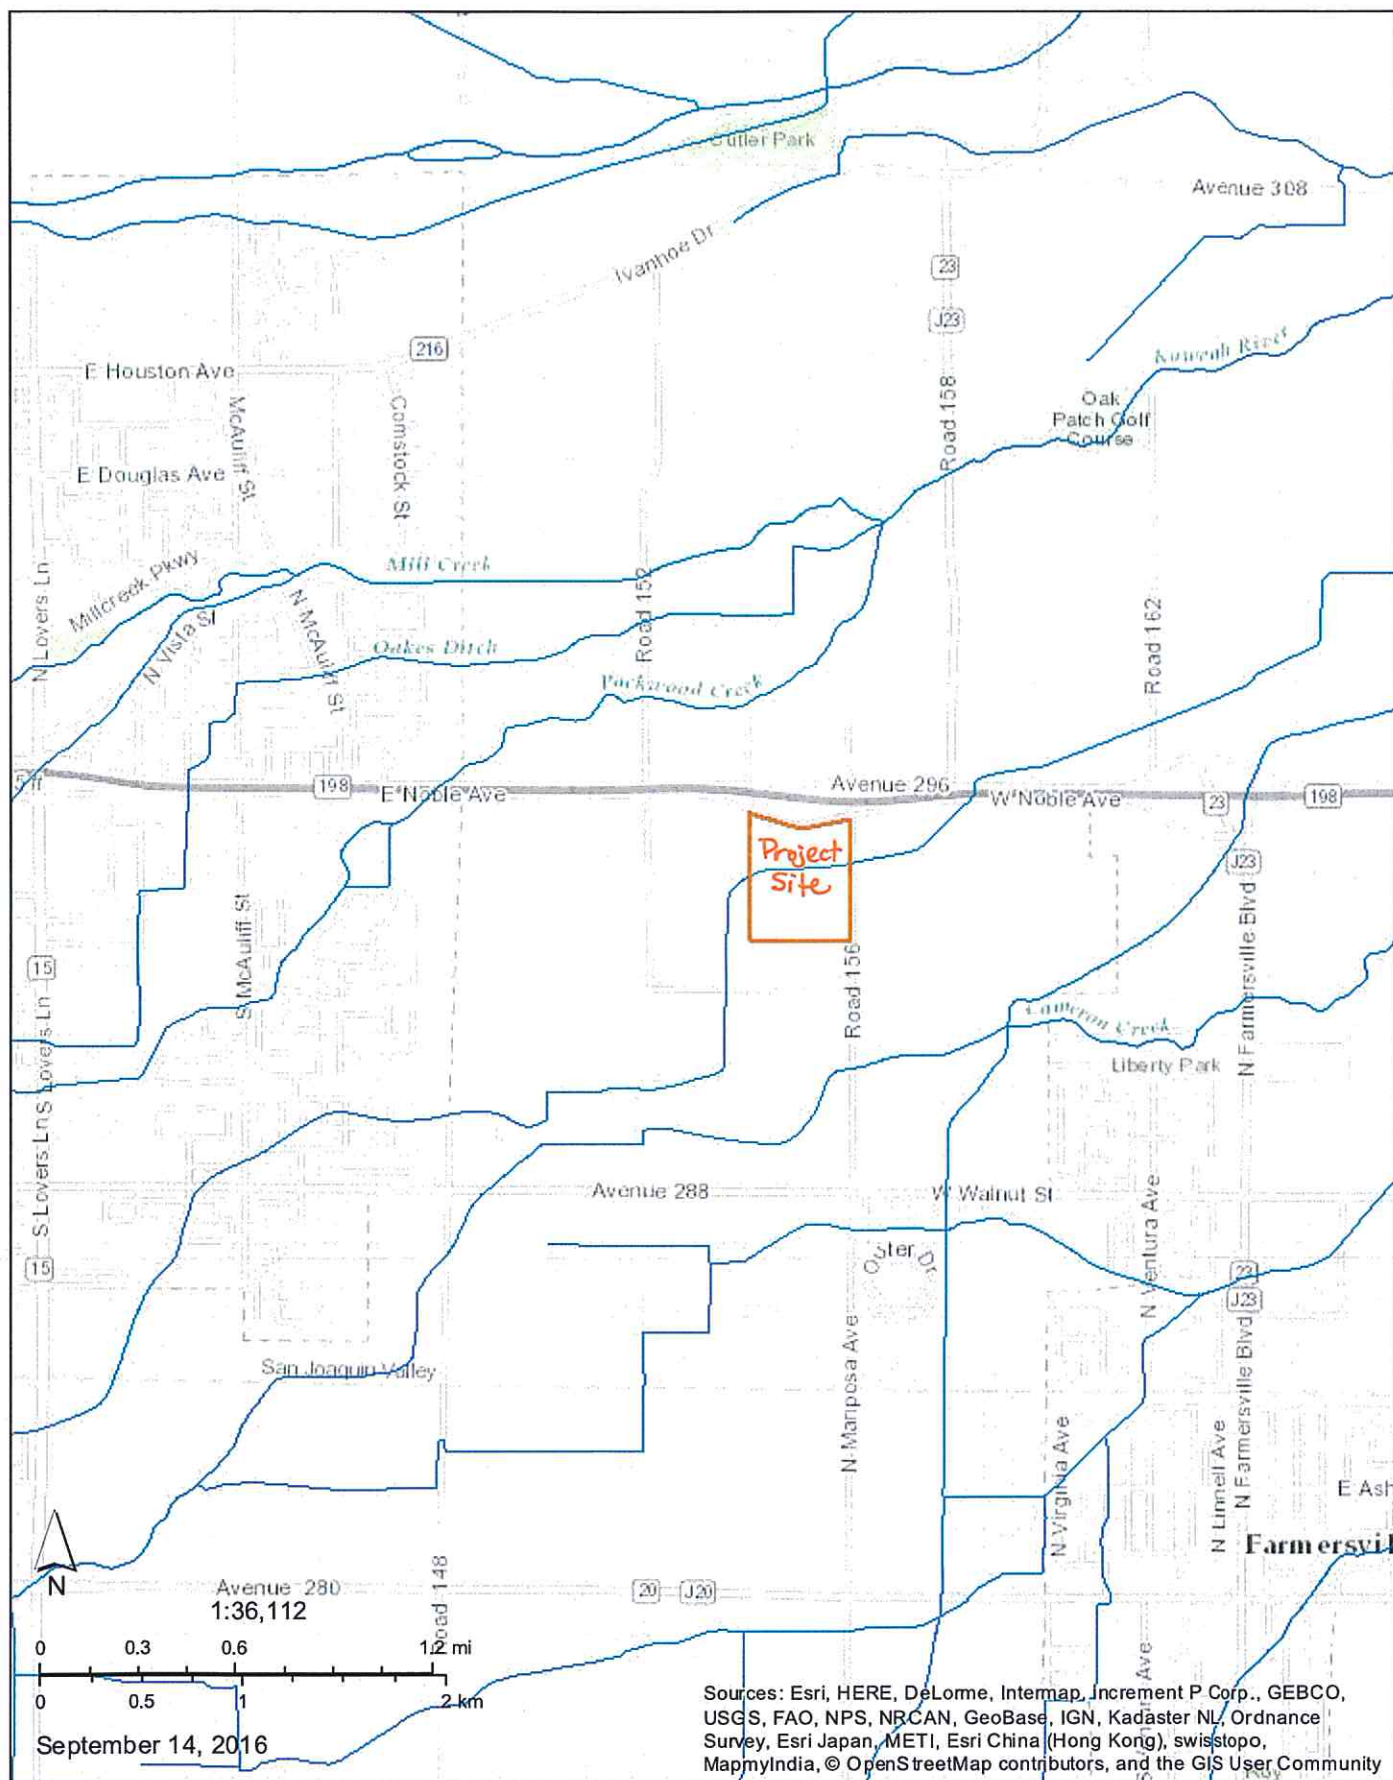 Cutler Park
Avenue 308
Ivanhoe Dr
23
J23
216
Kaweah River
E Houston Ave
Oak
Patch Golf
Course
McAuliff St
Comstock St
Road 158
E Douglas Ave
Mill Creek
Millcreek Pkwy
N Lovers Ln
N Vista St
N McAuliff St
Road 152
Road 162
Oakes Ditch
Packwood Creek
198
E Noble Ave
Avenue 296
W Noble Ave
23
198
Project
Site
J23
S McAuliff St
N Farmersville Blvd
15
Road 156
Cameron Creek
Liberty Park
S Lovers Ln
S Lovers Ln
Avenue 288
W Walnut St
N Ventura Ave
Oster Dr
15
23
J23
San Joaquin Valley
N Mariposa Ave
N Virginia Ave
N Linnell Ave
N Farmersville Blvd
E Ash
Farmersvil
N
Avenue 280
20
J20
1:36,112
Road 148
0 0.3 0.6 1.2 mi
0 0.5 1 2 km
September 14, 2016
Sources: Esri, HERE, DeLorme, Intermap, Increment P Corp., GEBCO,
USGS, FAO, NPS, NRCAN, GeoBase, IGN, Kadaster NL, Ordnance
Survey, Esri Japan, METI, Esri China (Hong Kong), swisstopo,
MapmyIndia, © OpenStreetMap contributors, and the GIS User Community